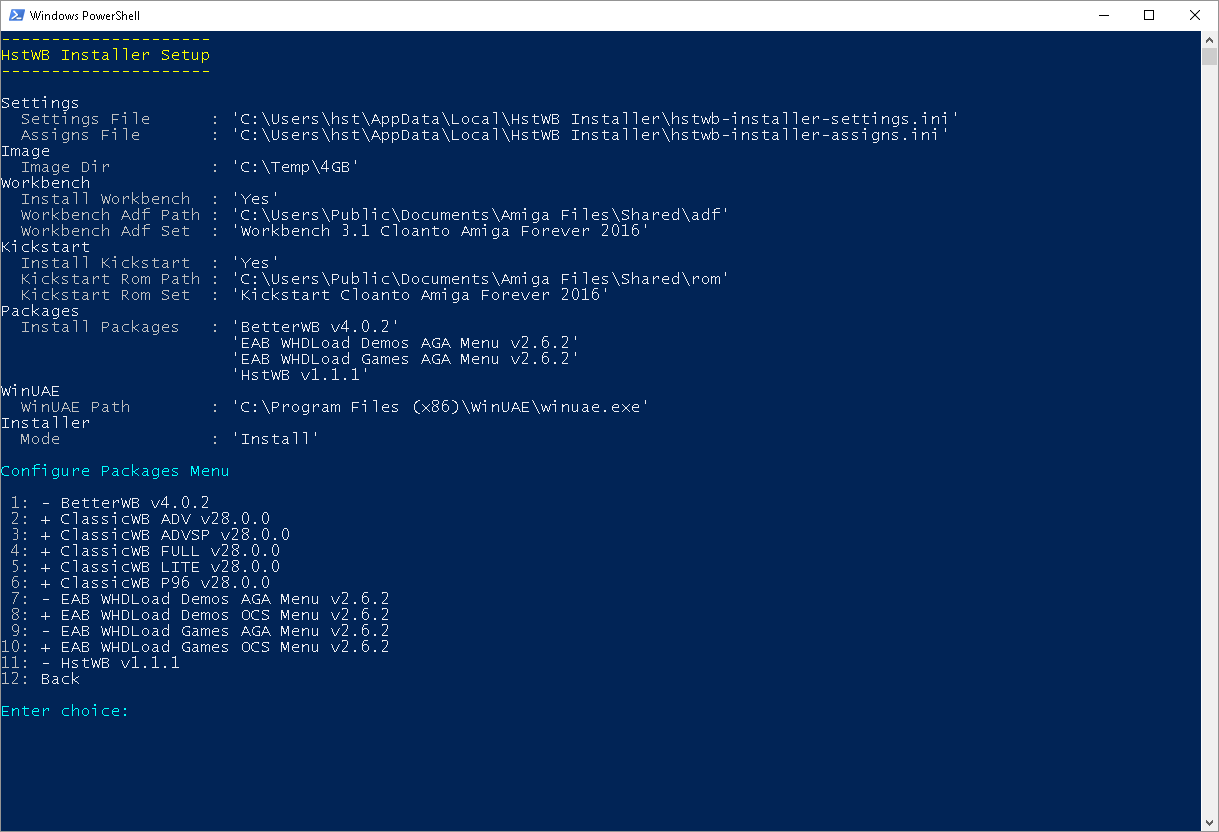 Windows PowerShell
---------------------
HstWB Installer Setup
---------------------
Settings
Settings File : 'C:\Users\hst\AppData\Local\HstWB Installer\hstwb-installer-settings.ini'
Assigns File : 'C:\Users\hst\AppData\Local\HstWB Installer\hstwb-installer-assigns.ini'
Image
Image Dir : 'C:\Temp\4GB'
Workbench
Install Workbench : 'Yes'
Workbench Adf Path : 'C:\Users\Public\Documents\Amiga Files\Shared\adf'
Workbench Adf Set : 'Workbench 3.1 Cloanto Amiga Forever 2016'
Kickstart
Install Kickstart : 'Yes'
Kickstart Rom Path : 'C:\Users\Public\Documents\Amiga Files\Shared\rom'
Kickstart Rom Set : 'Kickstart Cloanto Amiga Forever 2016'
Packages
Install Packages : 'BetterWB v4.0.2'
'EAB WHDLoad Demos AGA Menu v2.6.2'
'EAB WHDLoad Games AGA Menu v2.6.2'
'HstWB v1.1.1'
WinUAE
WinUAE Path : 'C:\Program Files (x86)\WinUAE\winuae.exe'
Installer
Mode : 'Install'
Configure Packages Menu
1: - BetterWB v4.0.2
2: + ClassicWB ADV v28.0.0
3: + ClassicWB ADVSP v28.0.0
4: + ClassicWB FULL v28.0.0
5: + ClassicWB LITE v28.0.0
6: + ClassicWB P96 v28.0.0
7: - EAB WHDLoad Demos AGA Menu v2.6.2
8: + EAB WHDLoad Demos OCS Menu v2.6.2
9: - EAB WHDLoad Games AGA Menu v2.6.2
10: + EAB WHDLoad Games OCS Menu v2.6.2
11: - HstWB v1.1.1
12: Back
Enter choice: